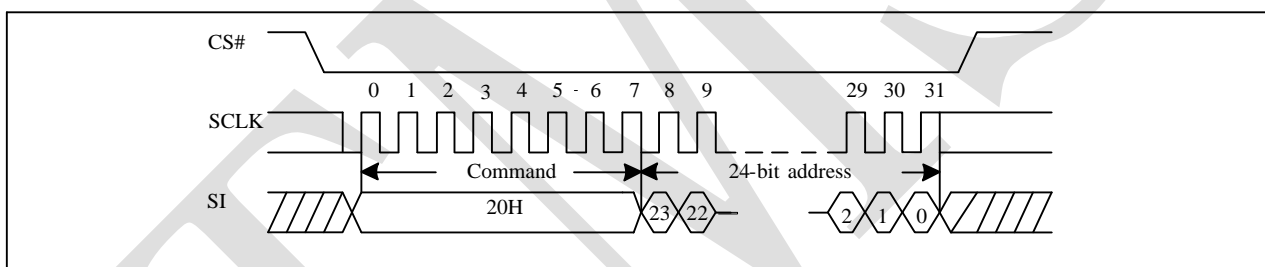 CS#
0 1 2 3 4 5 - 6 7 8 9 29 30 31
SCLK
Command 24-bit address
SI
20H 23 22 2 1 0